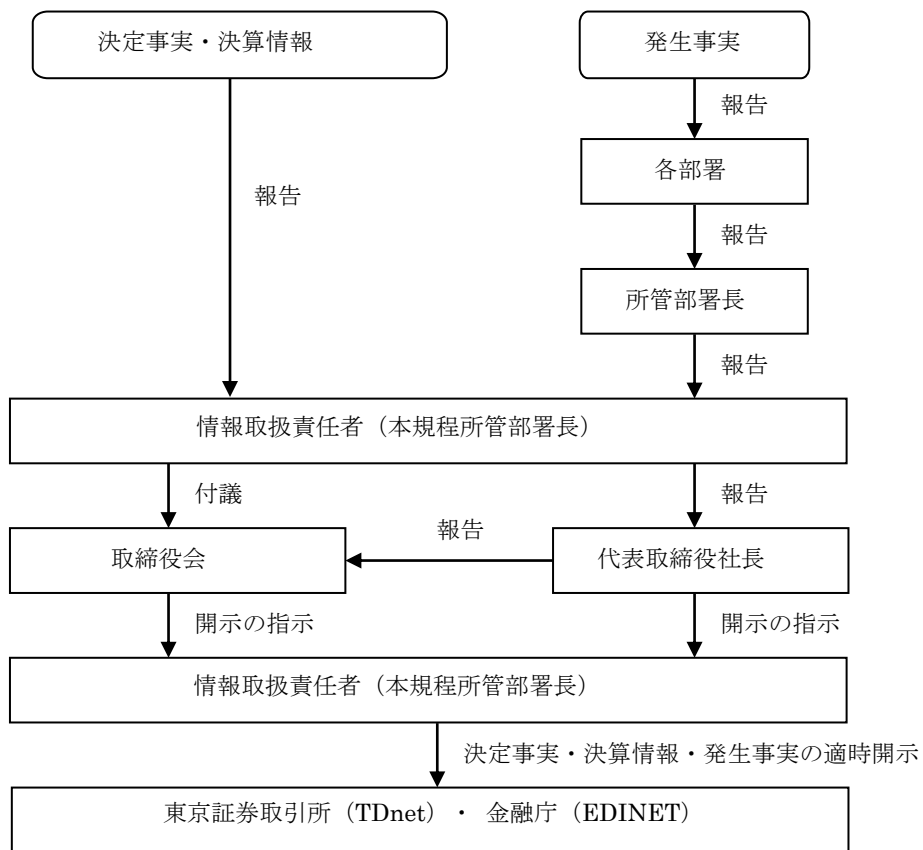 決定事実・決算情報
発生事実
報告
各部署
報告
報告
所管部署長
報告
情報取扱責任者（本規程所管部署長）
付議
報告
報告
取締役会
代表取締役社長
開示の指示
開示の指示
情報取扱責任者（本規程所管部署長）
決定事実・決算情報・発生事実の適時開示
東京証券取引所（TDnet）・ 金融庁（EDINET）